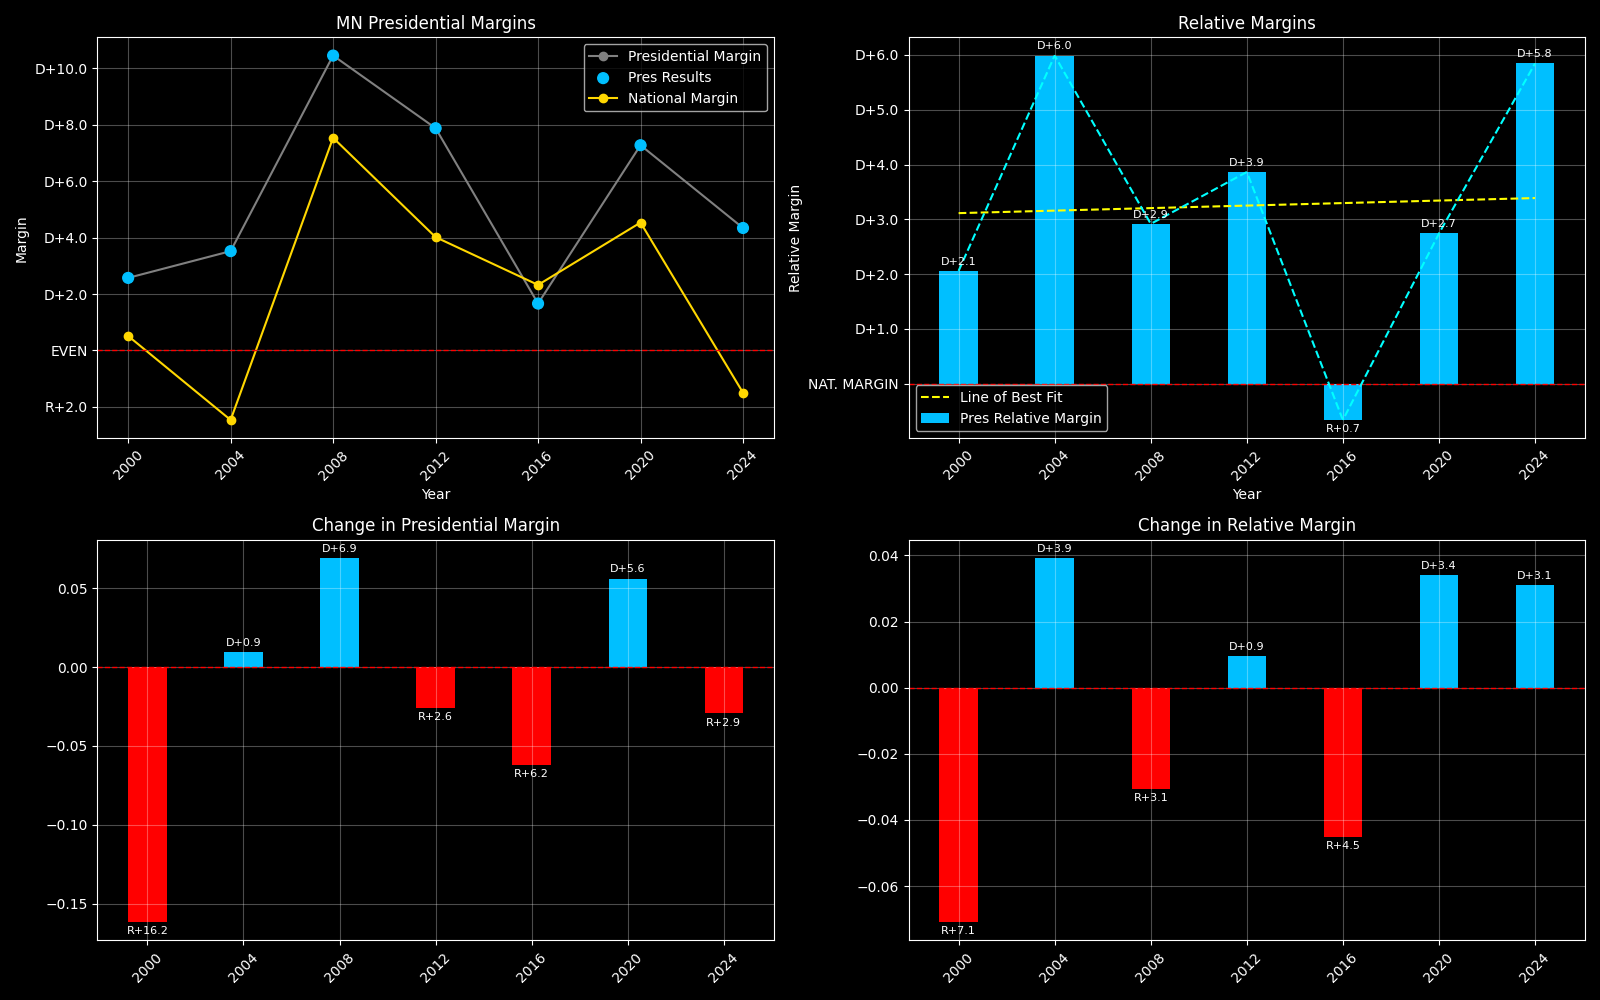 MN Presidential Margins
Margin
D+10.0
D+8.0
D+6.0
D+4.0
D+2.0
EVEN
R+2.0
Presidential Margin
Pres Results
National Margin
2000 2004 2008 2012 2016 2020 2024
Year
Relative Margins
Relative Margin
D+6.0
D+5.0
D+4.0
D+3.0
D+2.0
D+1.0
NAT. MARGIN
D+2.1 D+6.0 D+2.9 D+3.9 R+0.7 D+2.7 D+5.8
Line of Best Fit
Pres Relative Margin
2000 2004 2008 2012 2016 2020 2024
Year
Change in Presidential Margin
0.05
0.00
−0.05
−0.10
−0.15
R+16.2 D+0.9 D+6.9 R+2.6 R+6.2 D+5.6 R+2.9
2000 2004 2008 2012 2016 2020 2024
Change in Relative Margin
0.04
0.02
0.00
−0.02
−0.04
−0.06
R+7.1 D+3.9 R+3.1 D+0.9 R+4.5 D+3.4 D+3.1
2000 2004 2008 2012 2016 2020 2024